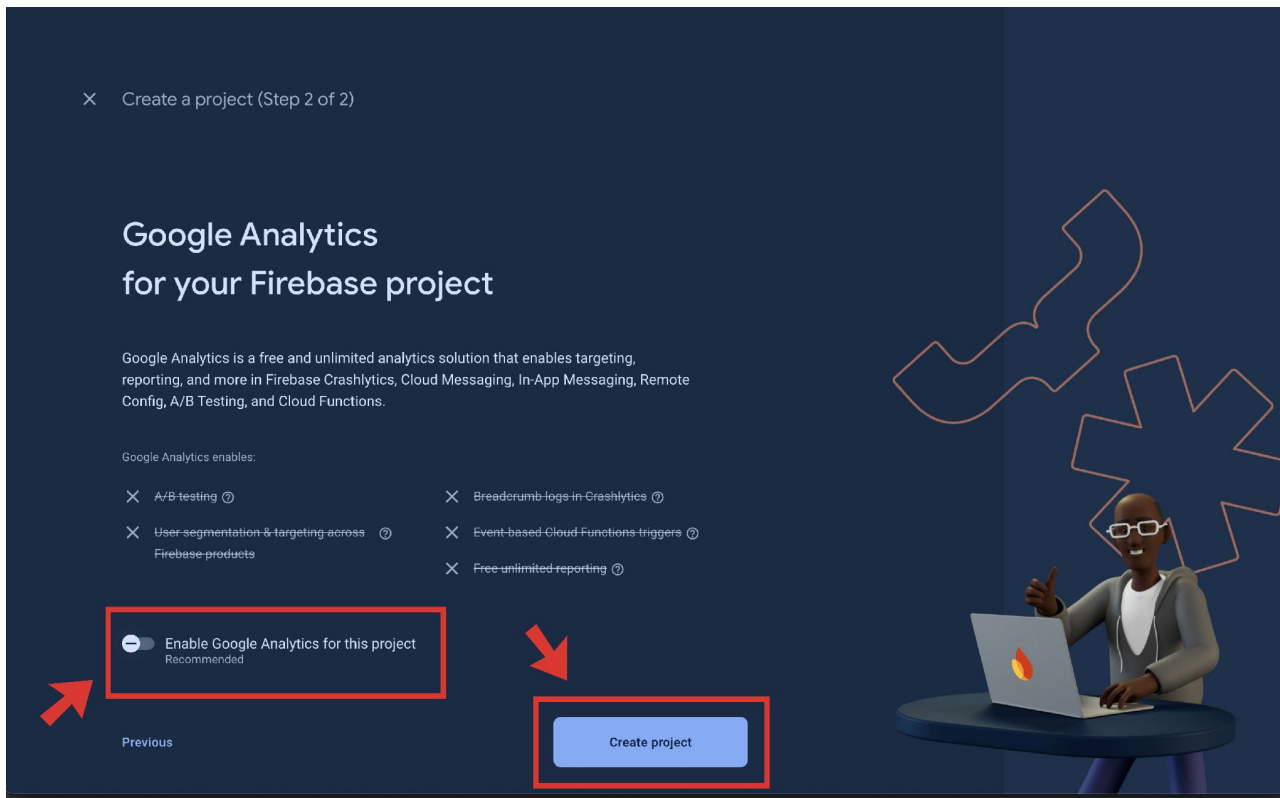 Create a project (Step 2 of 2)
Google Analytics
for your Firebase project
Google Analytics is a free and unlimited analytics solution that enables targeting,
reporting, and more in Firebase Crashlytics, Cloud Messaging, In-App Messaging, Remote
Config, A/B Testing, and Cloud Functions.
Google Analytics enables:
A/B testing
User segmentation & targeting across
Firebase products
Breadcrumb logs in Crashlytics
Event-based Cloud Functions triggers
Free unlimited reporting
Enable Google Analytics for this project
Recommended
Previous
Create project